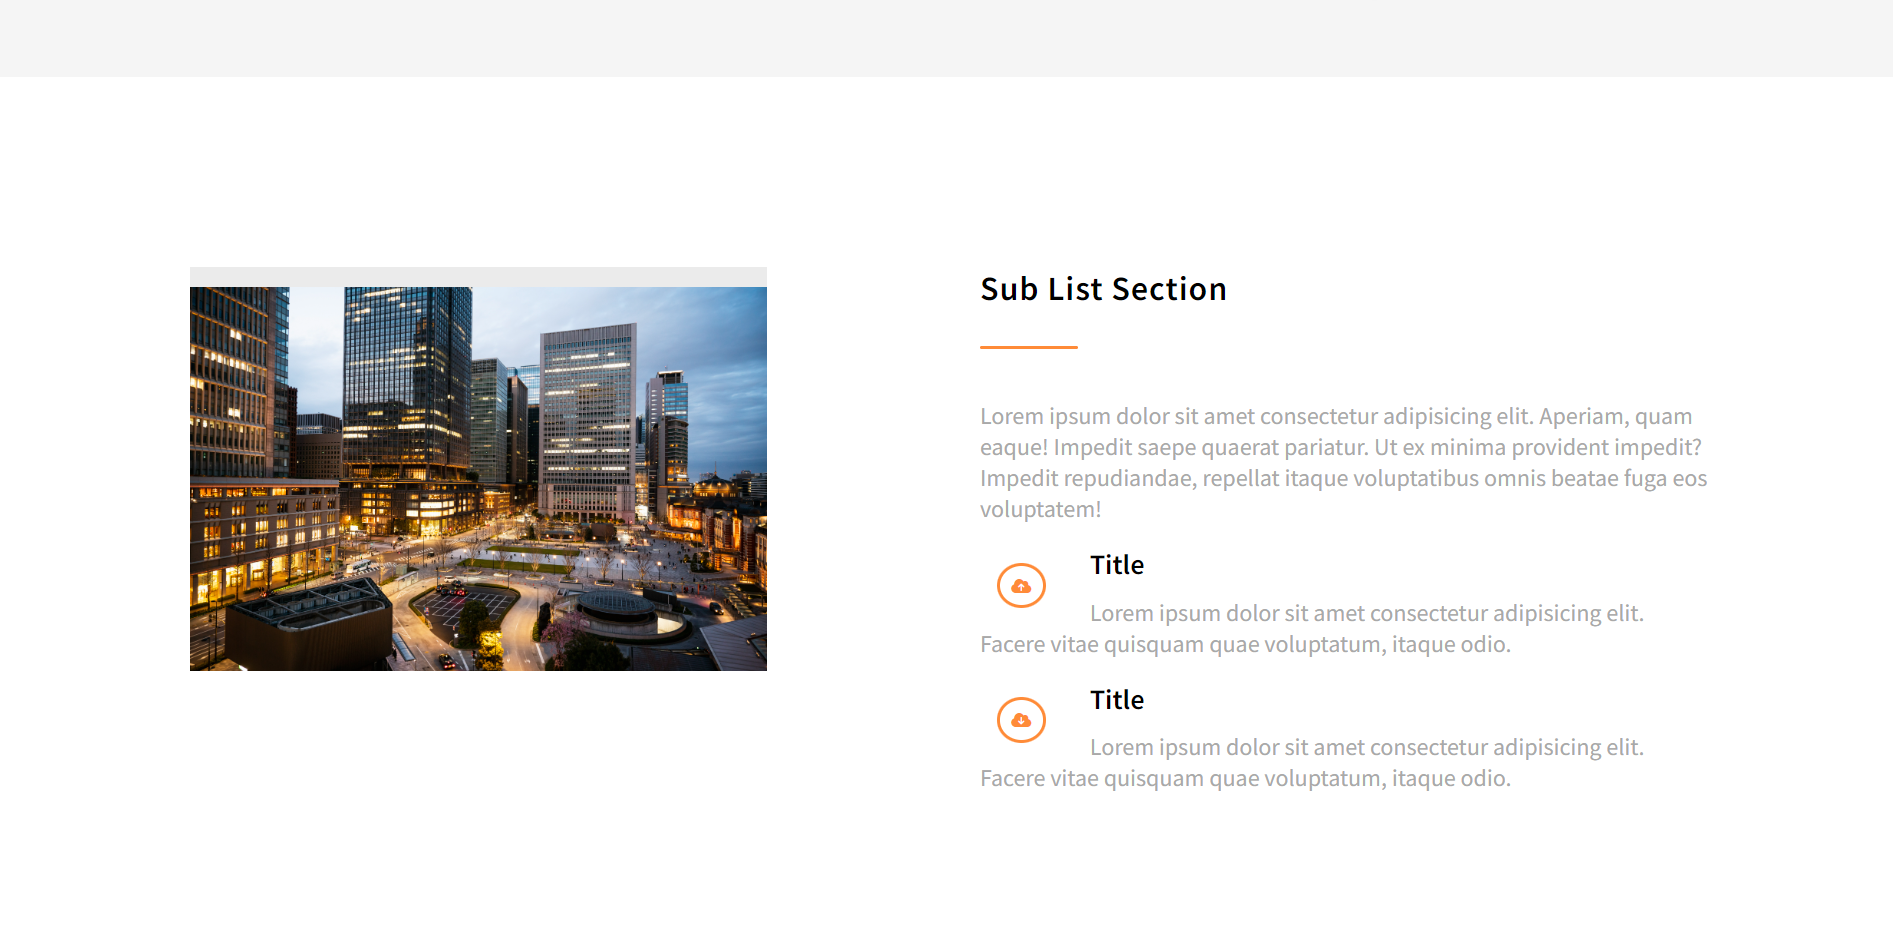 Sub List Section
Lorem ipsum dolor sit amet consectetur adipisicing elit. Aperiam, quam
eaque! Impedit saepe quaerat pariatur. Ut ex minima provident impedit?
Impedit repudiandae, repellat itaque voluptatibus omnis beatae fuga eos
voluptatem!
Title
Lorem ipsum dolor sit amet consectetur adipisicing elit.
Facere vitae quisquam quae voluptatum, itaque odio.
Title
Lorem ipsum dolor sit amet consectetur adipisicing elit.
Facere vitae quisquam quae voluptatum, itaque odio.